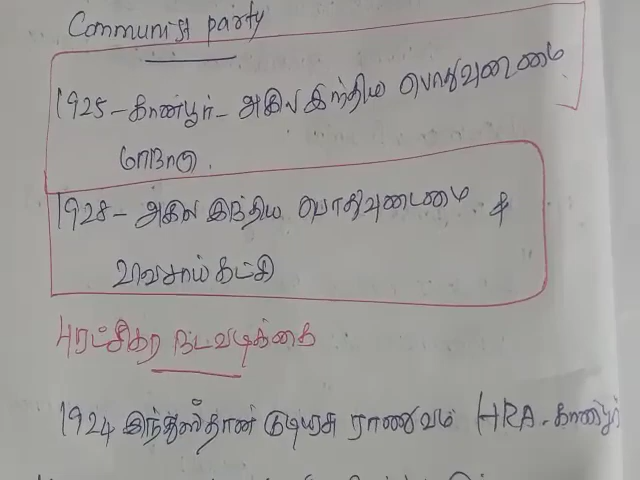 Communist party
1925 - கான்பூர் - அகில இந்திய பொதுவுடைமை
மாநாடு.
1928 - அகில இந்திய பொதுவுடைமை &
விவசாய கட்சி
புரட்சிகர நடவடிக்கை
1924 இந்துஸ்தான் குடியரசு ராணுவம் HRA - கான்பூர்